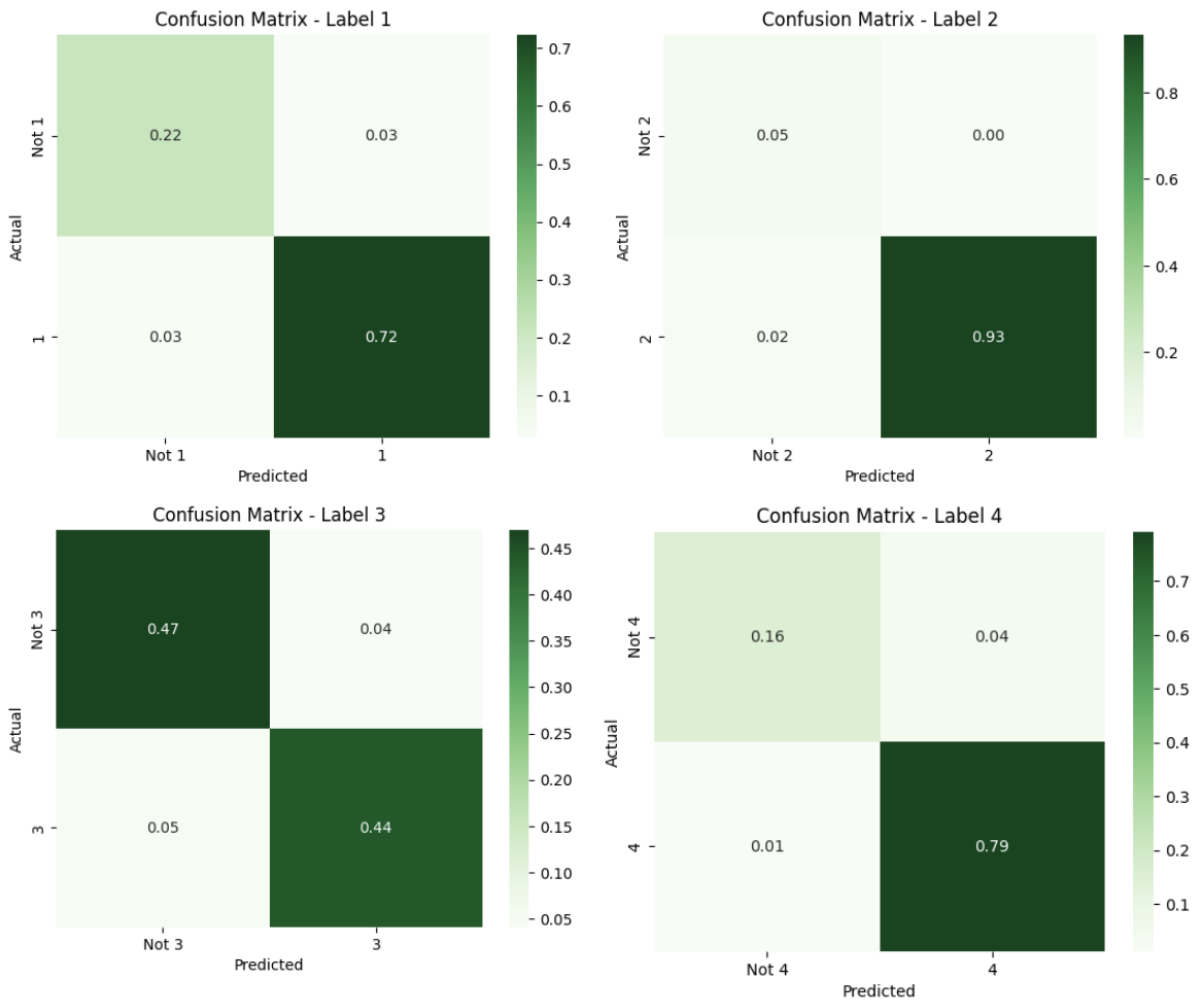 Confusion Matrix - Label 1
Not 1
0.22
0.03
1
0.03
0.72
Actual
Not 1
1
Predicted
0.7
0.6
0.5
0.4
0.3
0.2
0.1
Confusion Matrix - Label 2
Not 2
0.05
0.00
2
0.02
0.93
Actual
Not 2
2
Predicted
0.8
0.6
0.4
0.2
Confusion Matrix - Label 3
Not 3
0.47
0.04
3
0.05
0.44
Actual
Not 3
3
Predicted
0.45
0.40
0.35
0.30
0.25
0.20
0.15
0.10
0.05
Confusion Matrix - Label 4
Not 4
0.16
0.04
4
0.01
0.79
Actual
Not 4
4
Predicted
0.7
0.6
0.5
0.4
0.3
0.2
0.1